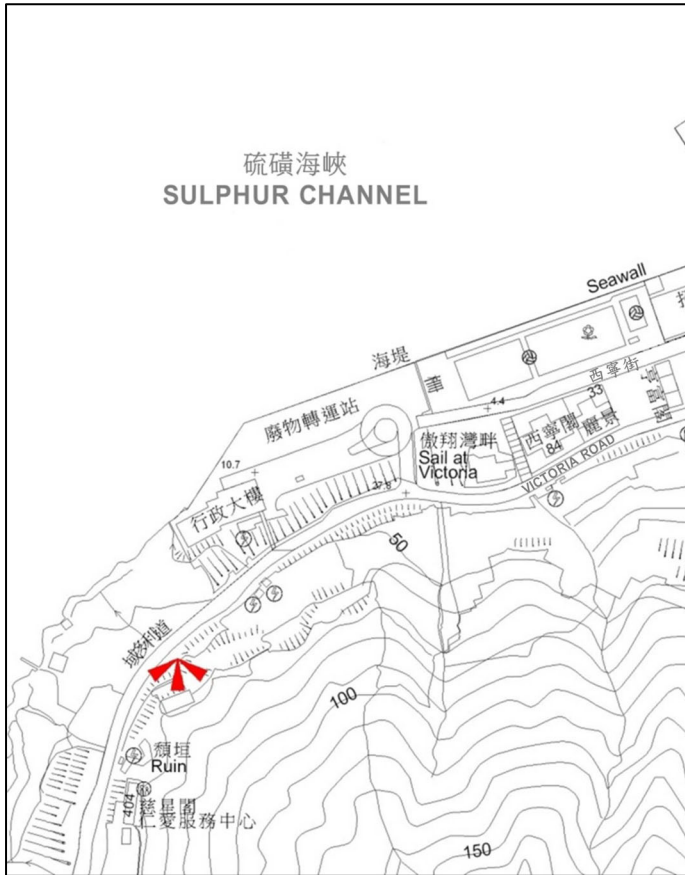 硫磺海峽
SULPHUR CHANNEL
Seawall
海堤
西寧街
廢物轉運站
4.4
33
西寧閣
麗景
84
傲翔灣畔
Sail at
Victoria
VICTORIA ROAD
10.7
27.9
行政大樓
50
域多利道
100
頹垣
Ruin
404
慈星閣
仁愛服務中心
150